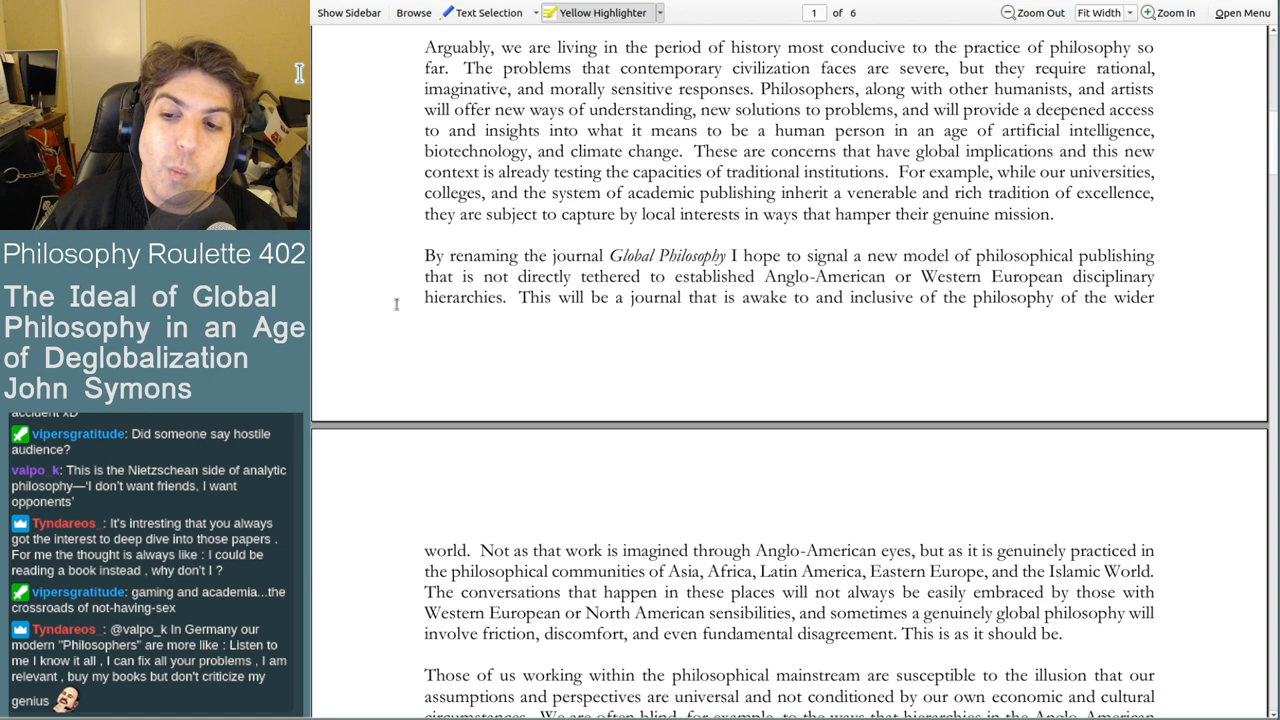 Show Sidebar Browse Text Selection Yellow Highlighter 1 of 6 Zoom Out Fit Width Zoom In Open Menu
Arguably, we are living in the period of history most conducive to the practice of philosophy so
far. The problems that contemporary civilization faces are severe, but they require rational,
imaginative, and morally sensitive responses. Philosophers, along with other humanists, and artists
will offer new ways of understanding, new solutions to problems, and will provide a deepened access
to and insights into what it means to be a human person in an age of artificial intelligence,
biotechnology, and climate change. These are concerns that have global implications and this new
context is already testing the capacities of traditional institutions. For example, while our universities,
colleges, and the system of academic publishing inherit a venerable and rich tradition of excellence,
they are subject to capture by local interests in ways that hamper their genuine mission.
By renaming the journal Global Philosophy I hope to signal a new model of philosophical publishing
that is not directly tethered to established Anglo-American or Western European disciplinary
hierarchies. This will be a journal that is awake to and inclusive of the philosophy of the wider
world. Not as that work is imagined through Anglo-American eyes, but as it is genuinely practiced in
the philosophical communities of Asia, Africa, Latin America, Eastern Europe, and the Islamic World.
The conversations that happen in these places will not always be easily embraced by those with
Western European or North American sensibilities, and sometimes a genuinely global philosophy will
involve friction, discomfort, and even fundamental disagreement. This is as it should be.
Those of us working within the philosophical mainstream are susceptible to the illusion that our
assumptions and perspectives are universal and not conditioned by our own economic and cultural
circumstances. We are often blind, for example, to the ways that hierarchies in the Anglo-American
Philosophy Roulette 402
The Ideal of Global
Philosophy in an Age
of Deglobalization
John Symons
accident xD
vipersgratitude: Did someone say hostile
audience?
valpo_k: This is the Nietzschean side of analytic
philosophy—'I don't want friends, I want
opponents'
Tyndareos_: It's intresting that you always
got the interest to deep dive into those papers .
For me the thought is always like : I could be
reading a book instead , why don't I ?
vipersgratitude: gaming and academia...the
crossroads of not-having-sex
Tyndareos_: @valpo_k In Germany our
modern "Philosophers" are more like : Listen to
me I know it all , I can fix all your problems , I am
relevant , buy my books but don't criticize my
genius